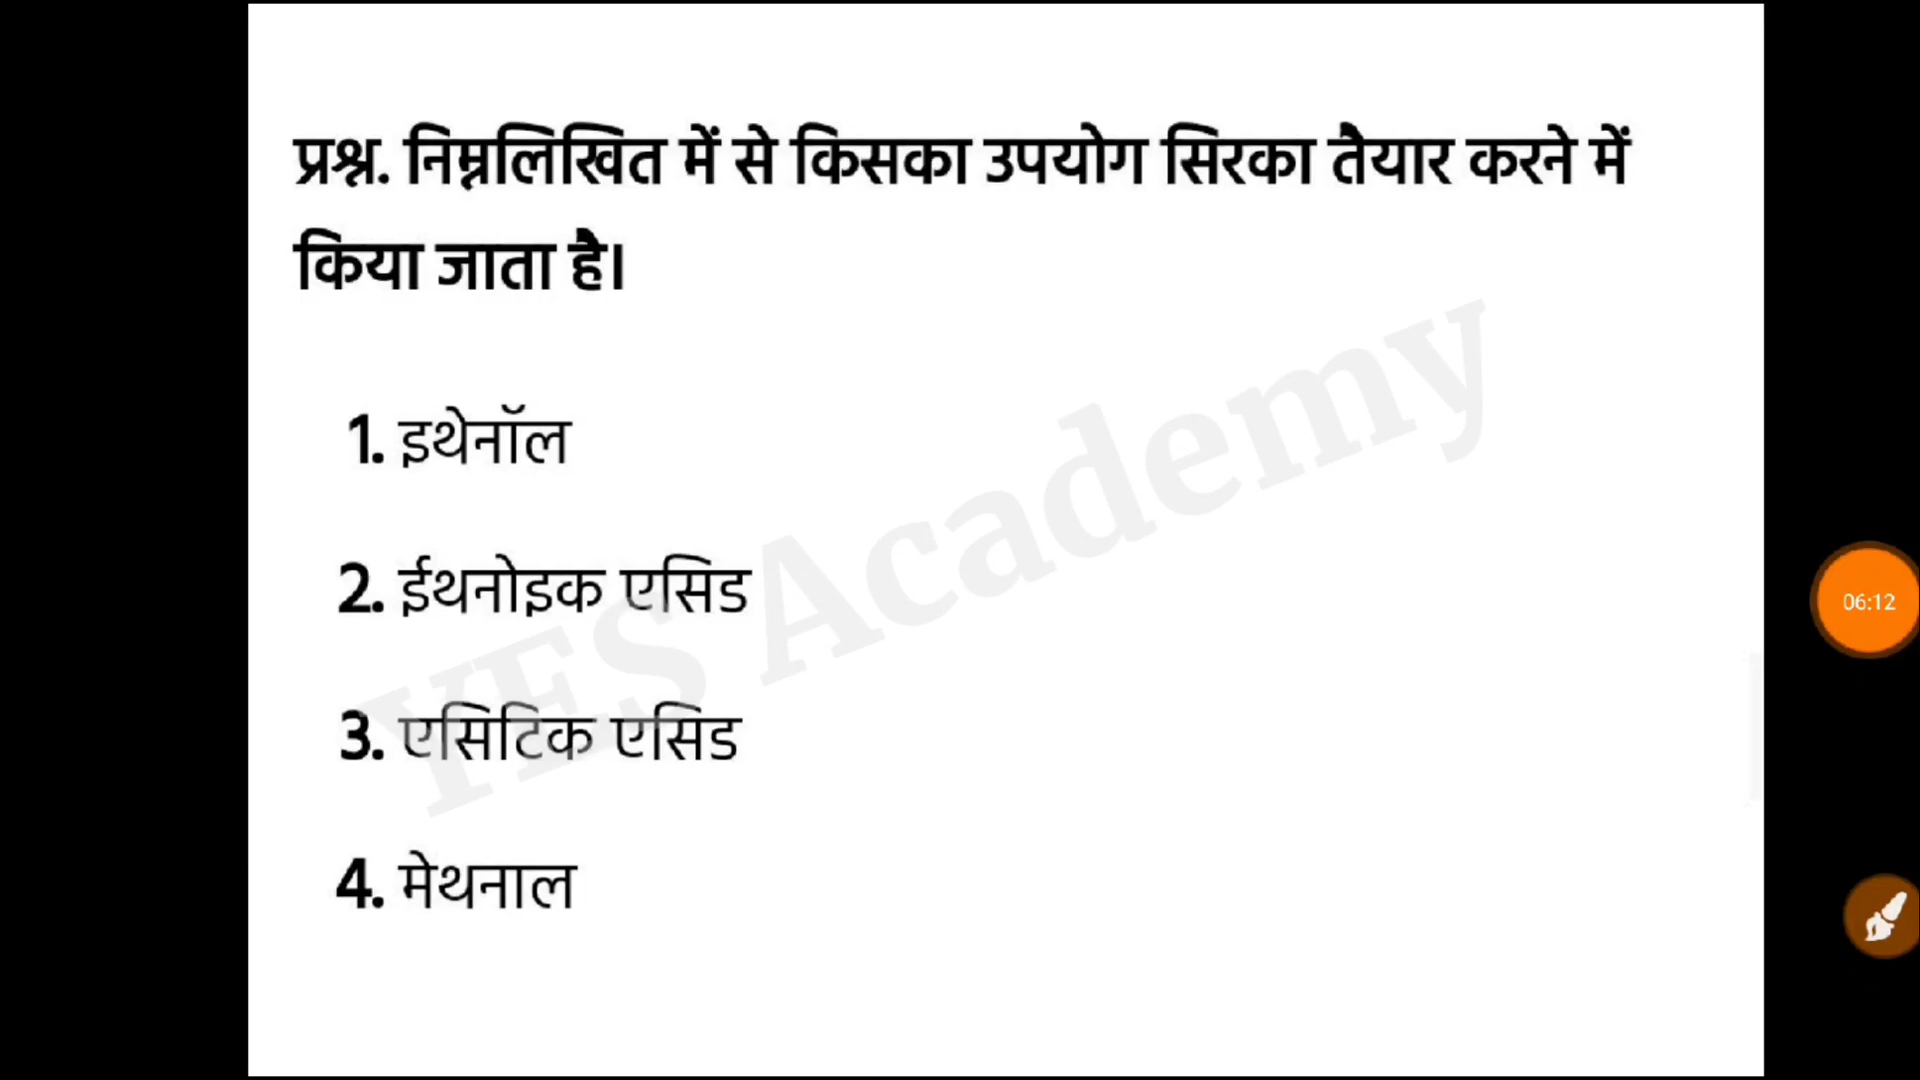 प्रश्न. निम्नलिखित में से किसका उपयोग सिरका तैयार करने में
किया जाता है।
1. इथेनॉल
2. ईथनोइक एसिड
3. एसिटिक एसिड
4. मेथनाल
YES Academy
06:12